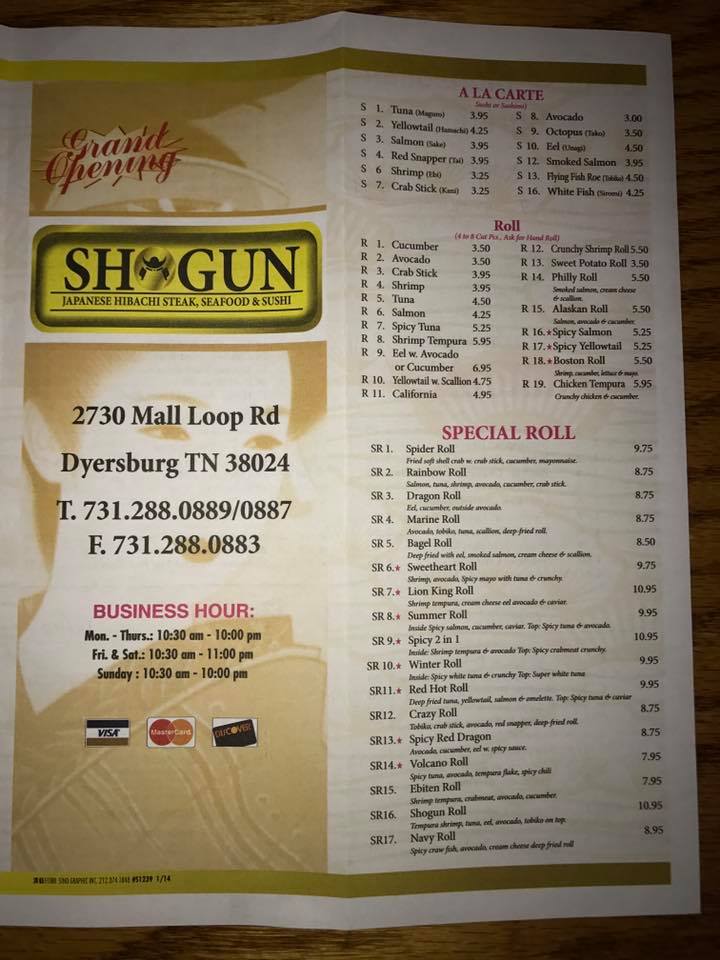 Grand
Opening
SHOGUN
JAPANESE HIBACHI STEAK, SEAFOOD & SUSHI
2730 Mall Loop Rd
Dyersburg TN 38024
T. 731.288.0889/0887
F. 731.288.0883
BUSINESS HOUR:
Mon. - Thurs.: 10:30 am - 10:00 pm
Fri. & Sat.: 10:30 am - 11:00 pm
Sunday : 10:30 am - 10:00 pm
VISA MasterCard DISCOVER
SINO GRAPHIC INC. 212.874.1848 #51239 1/14
A LA CARTE
Sushi or Sashimi)
S 1. Tuna (Maguro) 3.95
S 2. Yellowtail (Hamachi) 4.25
S 3. Salmon (Sake) 3.95
S 4. Red Snapper (Tai) 3.95
S 6 Shrimp (Ebi) 3.25
S 7. Crab Stick (Kani) 3.25
S 8. Avocado 3.00
S 9. Octopus (Tako) 3.50
S 10. Eel (Unagi) 4.50
S 12. Smoked Salmon 3.95
S 13. Flying Fish Roe (Tobiko) 4.50
S 16. White Fish (Siromi) 4.25
Roll
(4 to 8 Cut Pcs., Ask for Hand Roll)
R 1. Cucumber 3.50
R 2. Avocado 3.50
R 3. Crab Stick 3.95
R 4. Shrimp 3.95
R 5. Tuna 4.50
R 6. Salmon 4.25
R 7. Spicy Tuna 5.25
R 8. Shrimp Tempura 5.95
R 9. Eel w. Avocado
or Cucumber 6.95
R 10. Yellowtail w. Scallion 4.75
R 11. California 4.95
R 12. Crunchy Shrimp Roll 5.50
R 13. Sweet Potato Roll 3.50
R 14. Philly Roll 5.50
Smoked salmon, cream cheese
& scallion.
R 15. Alaskan Roll 5.50
Salmon, avocado & cucumber.
R 16.★Spicy Salmon 5.25
R 17.★Spicy Yellowtail 5.25
R 18.★Boston Roll 5.50
Shrimp, cucumber, lettuce & mayo.
R 19. Chicken Tempura 5.95
Crunchy chicken & cucumber.
SPECIAL ROLL
SR 1. Spider Roll 9.75
Fried soft shell crab w. crab stick, cucumber, mayonnaise.
SR 2. Rainbow Roll 8.75
Salmon, tuna, shrimp, avocado, cucumber, crab stick.
SR 3. Dragon Roll 8.75
Eel, cucumber, outside avocado.
SR 4. Marine Roll 8.75
Avocado, tobiko, tuna, scallion, deep-fried roll.
SR 5. Bagel Roll 8.50
Deep fried with eel, smoked salmon, cream cheese & scallion.
SR 6.★ Sweetheart Roll 9.75
Shrimp, avocado, Spicy mayo with tuna & crunchy.
SR 7.★ Lion King Roll 10.95
Shrimp tempura, cream cheese eel avocado & caviar.
SR 8.★ Summer Roll 9.95
Inside Spicy salmon, cucumber, caviar. Top: Spicy tuna & avocado.
SR 9.★ Spicy 2 in 1 10.95
Inside: Shrimp tempura & avocado Top: Spicy crabmeat crunchy.
SR 10.★ Winter Roll 9.95
Inside: Spicy white tuna & crunchy Top: Super white tuna
SR11.★ Red Hot Roll 9.95
Deep fried tuna, yellowtail, salmon & omelette. Top: Spicy tuna & caviar
SR12. Crazy Roll 8.75
Tobiko, crab stick, avocado, red snapper, deep-fried roll.
SR13.★ Spicy Red Dragon 8.75
Avocado, cucumber, eel w. spicy sauce.
SR14.★ Volcano Roll 7.95
Spicy tuna, avocado, tempura flake, spicy chili
SR15. Ebiten Roll 7.95
Shrimp tempura, crabmeat, avocado, cucumber.
SR16. Shogun Roll 10.95
Tempura shrimp, tuna, eel, avocado, tobiko on top.
SR17. Navy Roll 8.95
Spicy craw fish, avocado, cream cheese deep fried roll